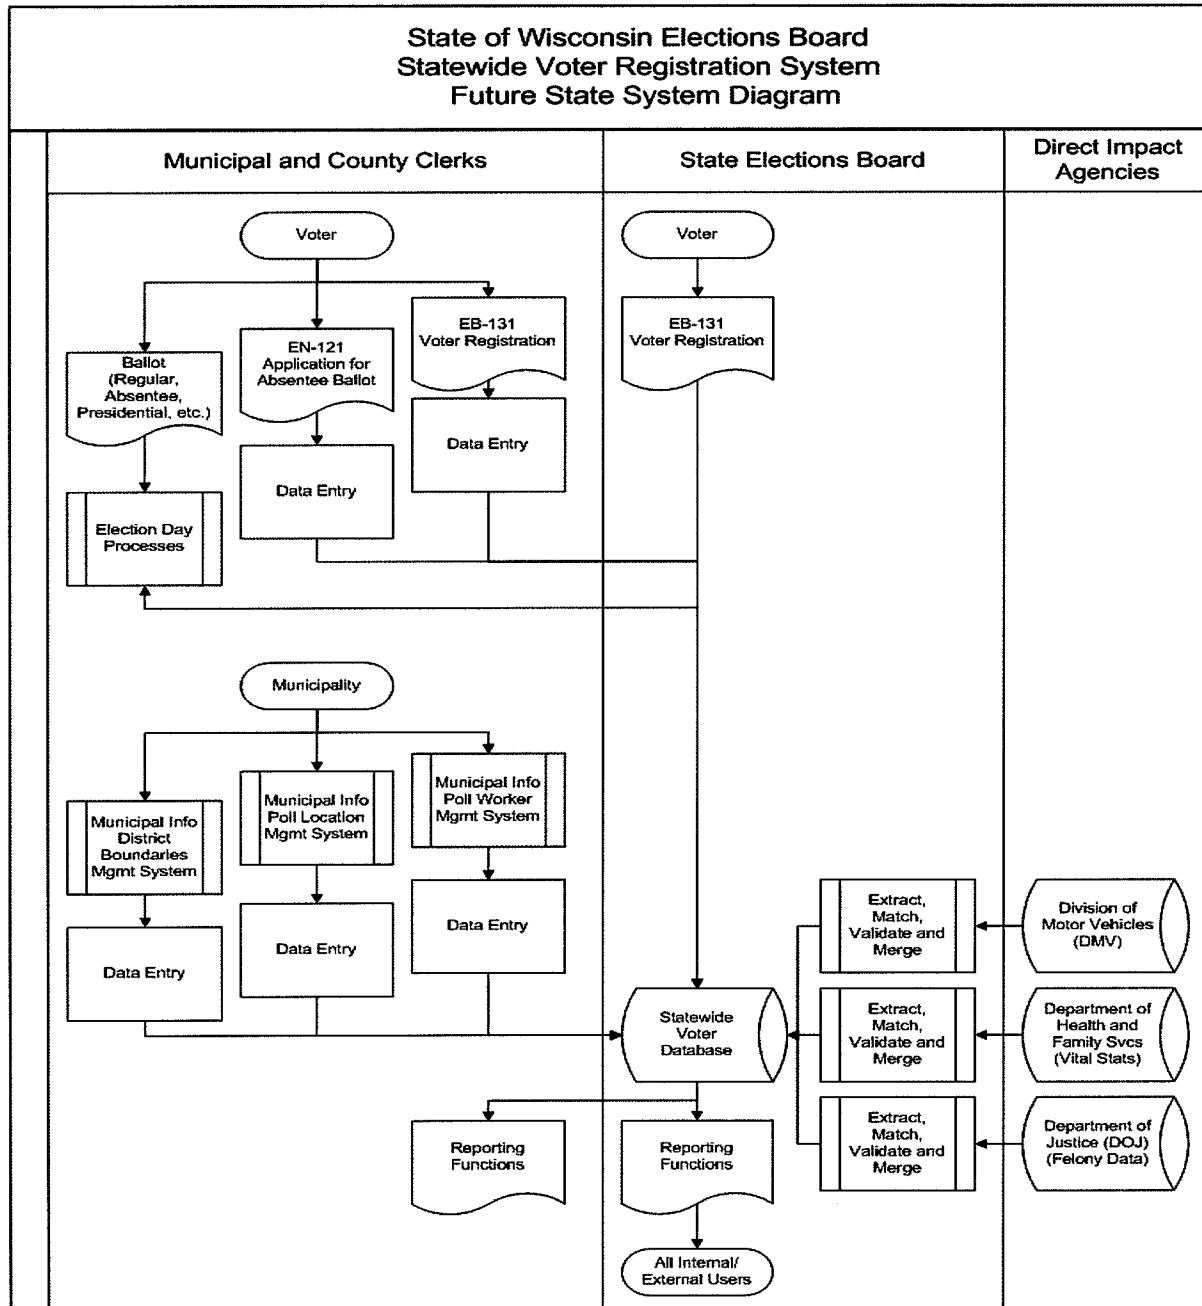 State of Wisconsin Elections Board
Statewide Voter Registration System
Future State System Diagram
Municipal and County Clerks
State Elections Board
Direct Impact
Agencies
Voter
Voter
EB-131
Voter Registration
EB-131
Voter Registration
EN-121
Application for
Absentee Ballot
Ballot
(Regular,
Absentee,
Presidential, etc.)
Data Entry
Data Entry
Election Day
Processes
Municipality
Municipal Info
Poll Worker
Mgmt System
Municipal Info
Poll Location
Mgmt System
Municipal Info
District
Boundaries
Mgmt System
Data Entry
Data Entry
Data Entry
Extract,
Match,
Validate and
Merge
Division of
Motor Vehicles
(DMV)
Statewide
Voter
Database
Extract,
Match,
Validate and
Merge
Department of
Health and
Family Svcs
(Vital Stats)
Reporting
Functions
Reporting
Functions
Extract,
Match,
Validate and
Merge
Department of
Justice (DOJ)
(Felony Data)
All Internal/
External Users